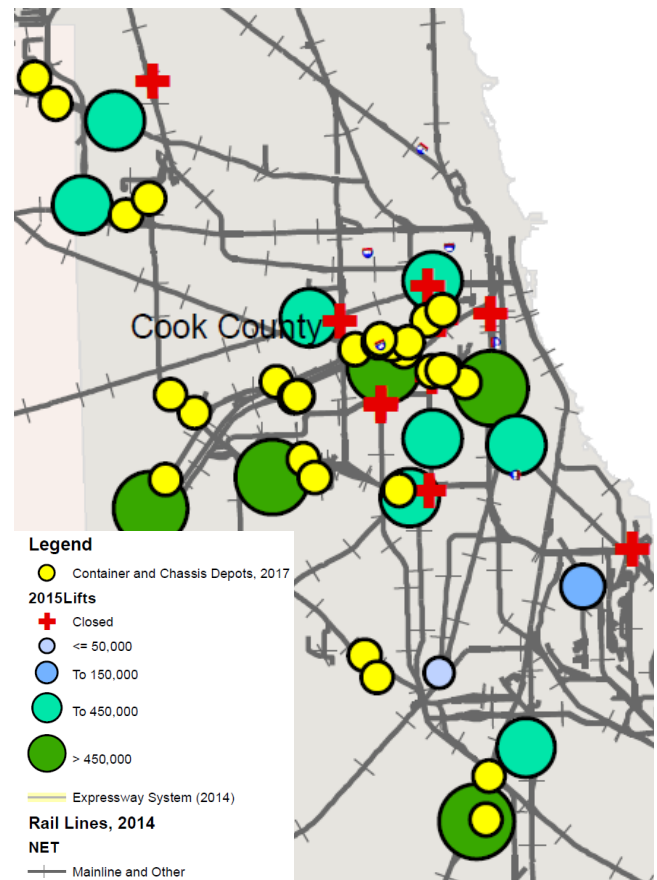 Cook County
Legend
Container and Chassis Depots, 2017
2015Lifts
Closed
<= 50,000
To 150,000
To 450,000
> 450,000
Expressway System (2014)
Rail Lines, 2014
NET
Mainline and Other